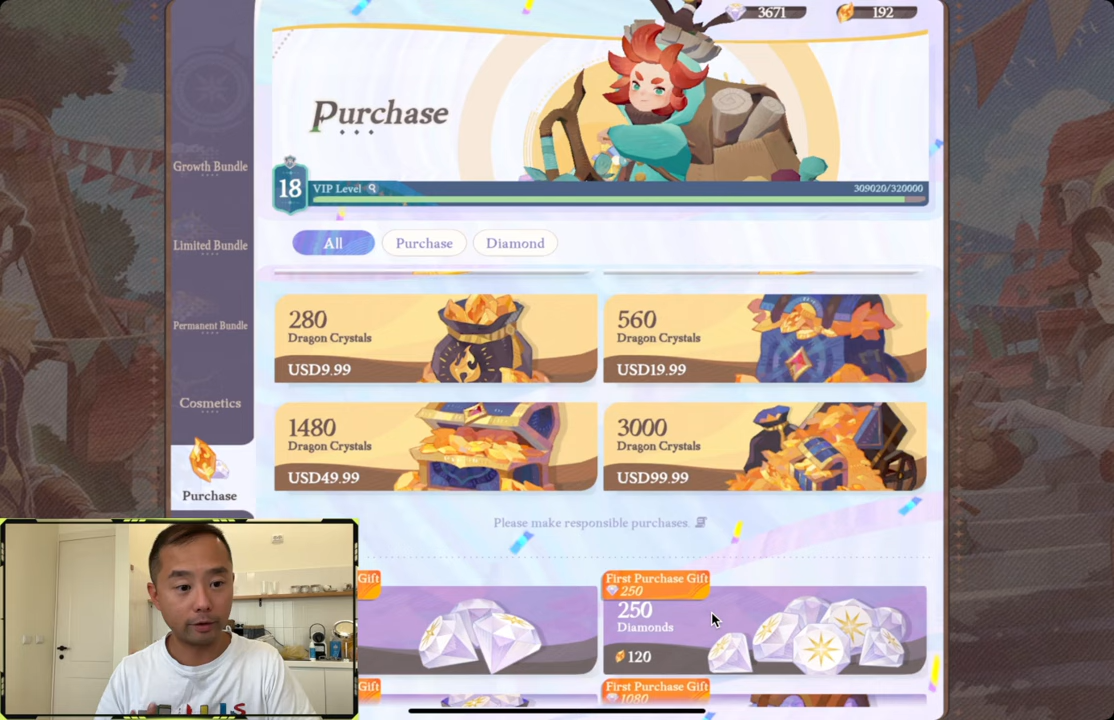 3671
192
Purchase
18
VIP Level
309020/320000
Growth Bundle
Limited Bundle
Permanent Bundle
Cosmetics
Purchase
All
Purchase
Diamond
280
Dragon Crystals
USD9.99
560
Dragon Crystals
USD19.99
1480
Dragon Crystals
USD49.99
3000
Dragon Crystals
USD99.99
Please make responsible purchases.
Gift
First Purchase Gift
250
250
Diamonds
120
Gift
First Purchase Gift
1080